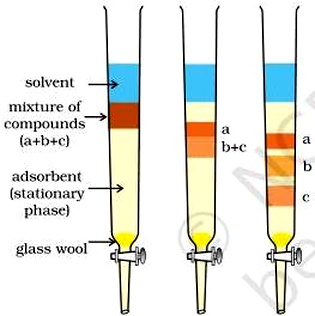 solvent
mixture of
compounds
(a+b+c)
adsorbent
(stationary
phase)
glass wool
a
b+c
a
b
c